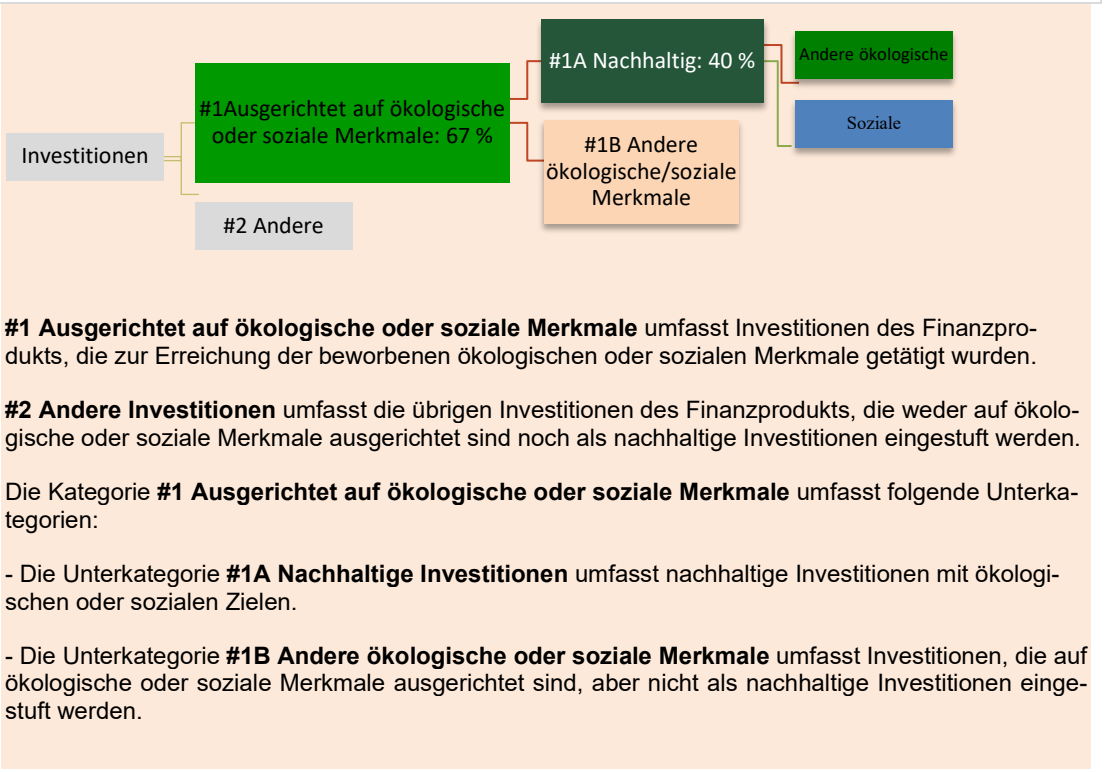 #1A Nachhaltig: 40 %
Andere ökologische
#1Ausgerichtet auf ökologische
oder soziale Merkmale: 67 %
Soziale
Investitionen
#1B Andere
ökologische/soziale
Merkmale
#2 Andere
#1 Ausgerichtet auf ökologische oder soziale Merkmale umfasst Investitionen des Finanzpro-
dukts, die zur Erreichung der beworbenen ökologischen oder sozialen Merkmale getätigt wurden.
#2 Andere Investitionen umfasst die übrigen Investitionen des Finanzprodukts, die weder auf ökolo-
gische oder soziale Merkmale ausgerichtet sind noch als nachhaltige Investitionen eingestuft werden.
Die Kategorie #1 Ausgerichtet auf ökologische oder soziale Merkmale umfasst folgende Unterka-
tegorien:
- Die Unterkategorie #1A Nachhaltige Investitionen umfasst nachhaltige Investitionen mit ökologi-
schen oder sozialen Zielen.
- Die Unterkategorie #1B Andere ökologische oder soziale Merkmale umfasst Investitionen, die auf
ökologische oder soziale Merkmale ausgerichtet sind, aber nicht als nachhaltige Investitionen einge-
stuft werden.